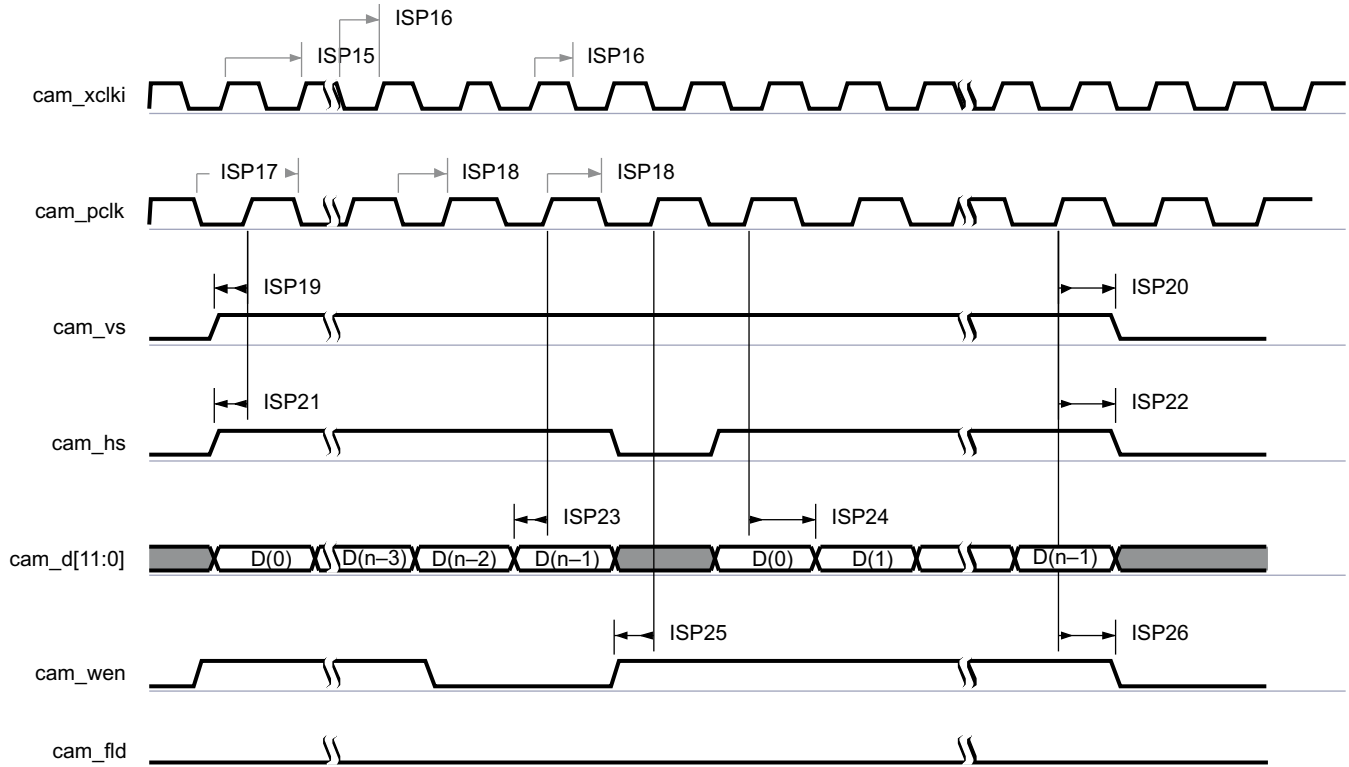 ISP16
ISP15
ISP16
cam_xclki
ISP17
ISP18
ISP18
cam_pclk
ISP19
ISP20
cam_vs
ISP21
ISP22
cam_hs
ISP23
ISP24
cam_d[11:0]
D(0)
D(n–3)
D(n–2)
D(n–1)
D(0)
D(1)
D(n–1)
ISP25
ISP26
cam_wen
cam_fld